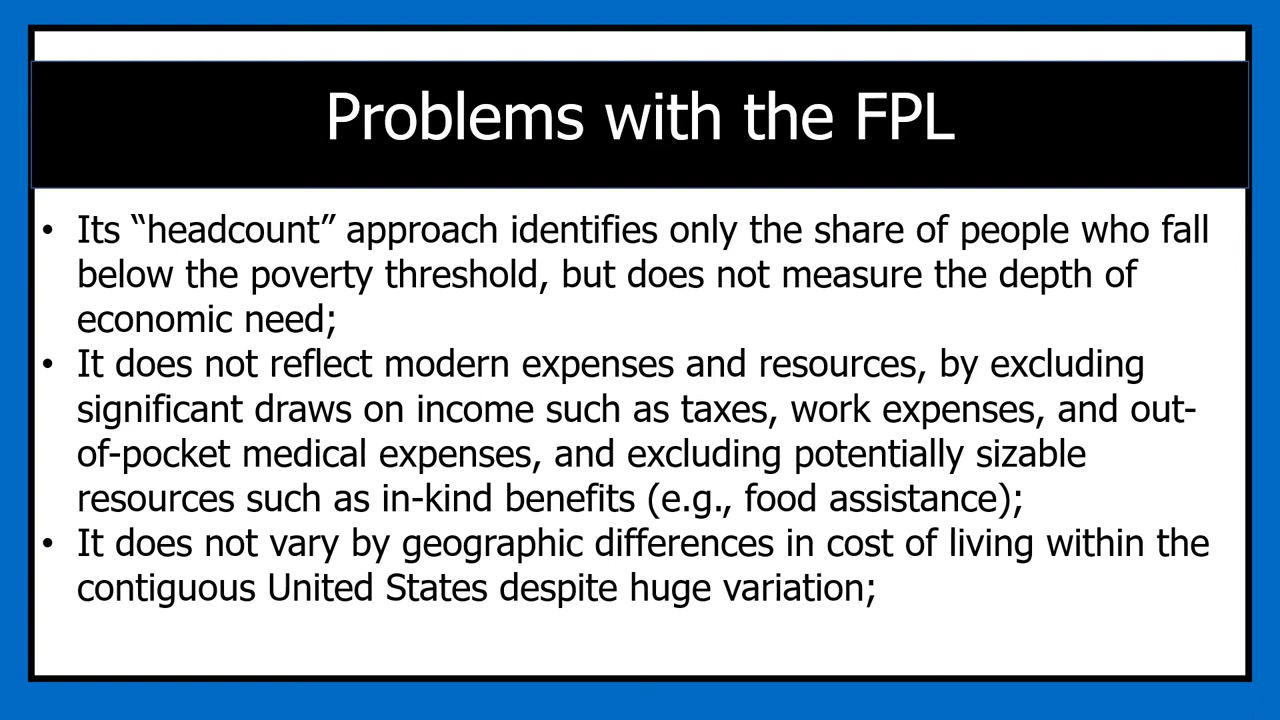 Problems with the FPL
• Its “headcount” approach identifies only the share of people who fall
below the poverty threshold, but does not measure the depth of
economic need;
• It does not reflect modern expenses and resources, by excluding
significant draws on income such as taxes, work expenses, and out-
of-pocket medical expenses, and excluding potentially sizable
resources such as in-kind benefits (e.g., food assistance);
• It does not vary by geographic differences in cost of living within the
contiguous United States despite huge variation;